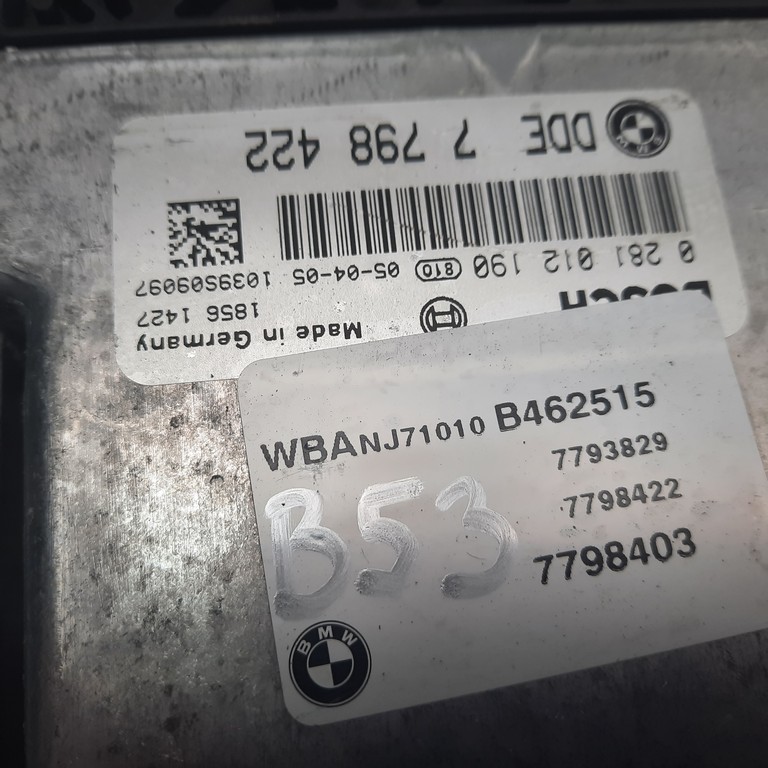 DDE 7 798 422
0 281 012 190 810 05-04-05 1039S09097
BOSCH 1856 1427
Made in Germany
WBANJ71010 B462515
7793829
7798422
7798403
B53
BMW